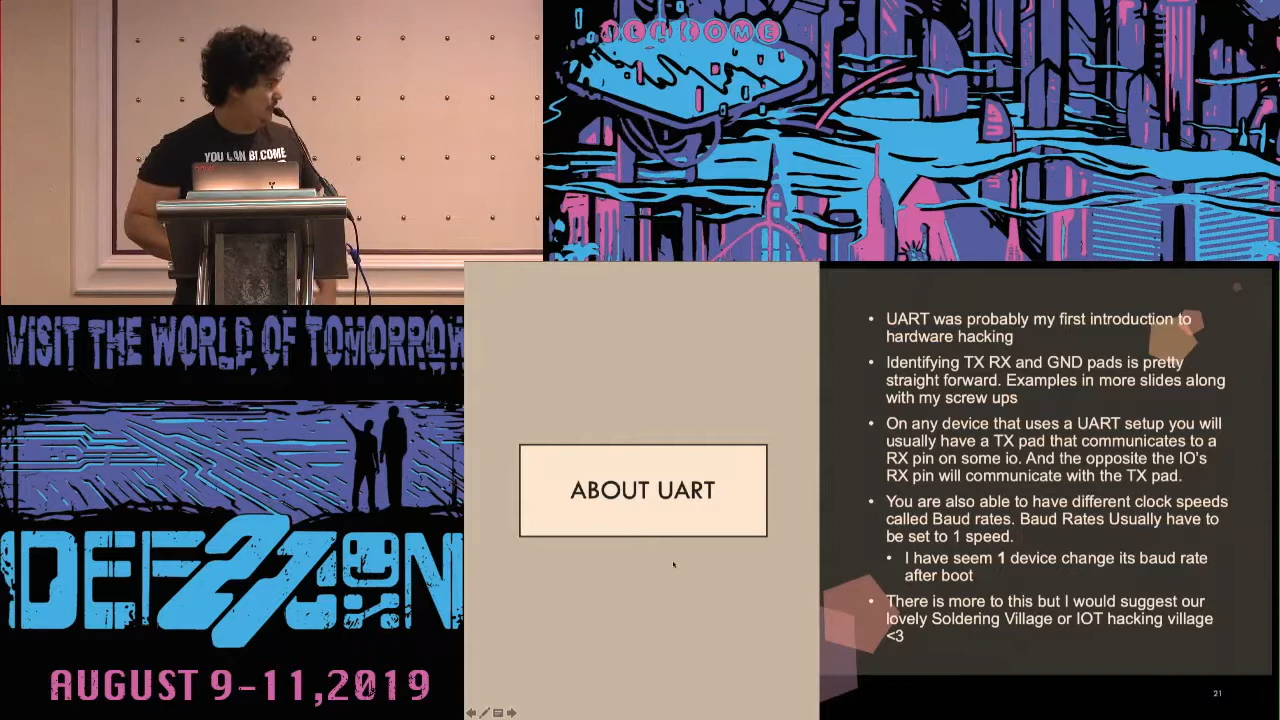 WELCOME
YOU CAN BECOME
VISIT THE WORLD OF TOMORROW
DEF CON
27
AUGUST 9-11,2019
ABOUT UART
• UART was probably my first introduction to
hardware hacking
• Identifying TX RX and GND pads is pretty
straight forward. Examples in more slides along
with my screw ups
• On any device that uses a UART setup you will
usually have a TX pad that communicates to a
RX pin on some io. And the opposite the IO's
RX pin will communicate with the TX pad.
• You are also able to have different clock speeds
called Baud rates. Baud Rates Usually have to
be set to 1 speed.
• I have seem 1 device change its baud rate
after boot
• There is more to this but I would suggest our
lovely Soldering Village or IOT hacking village
<3
21